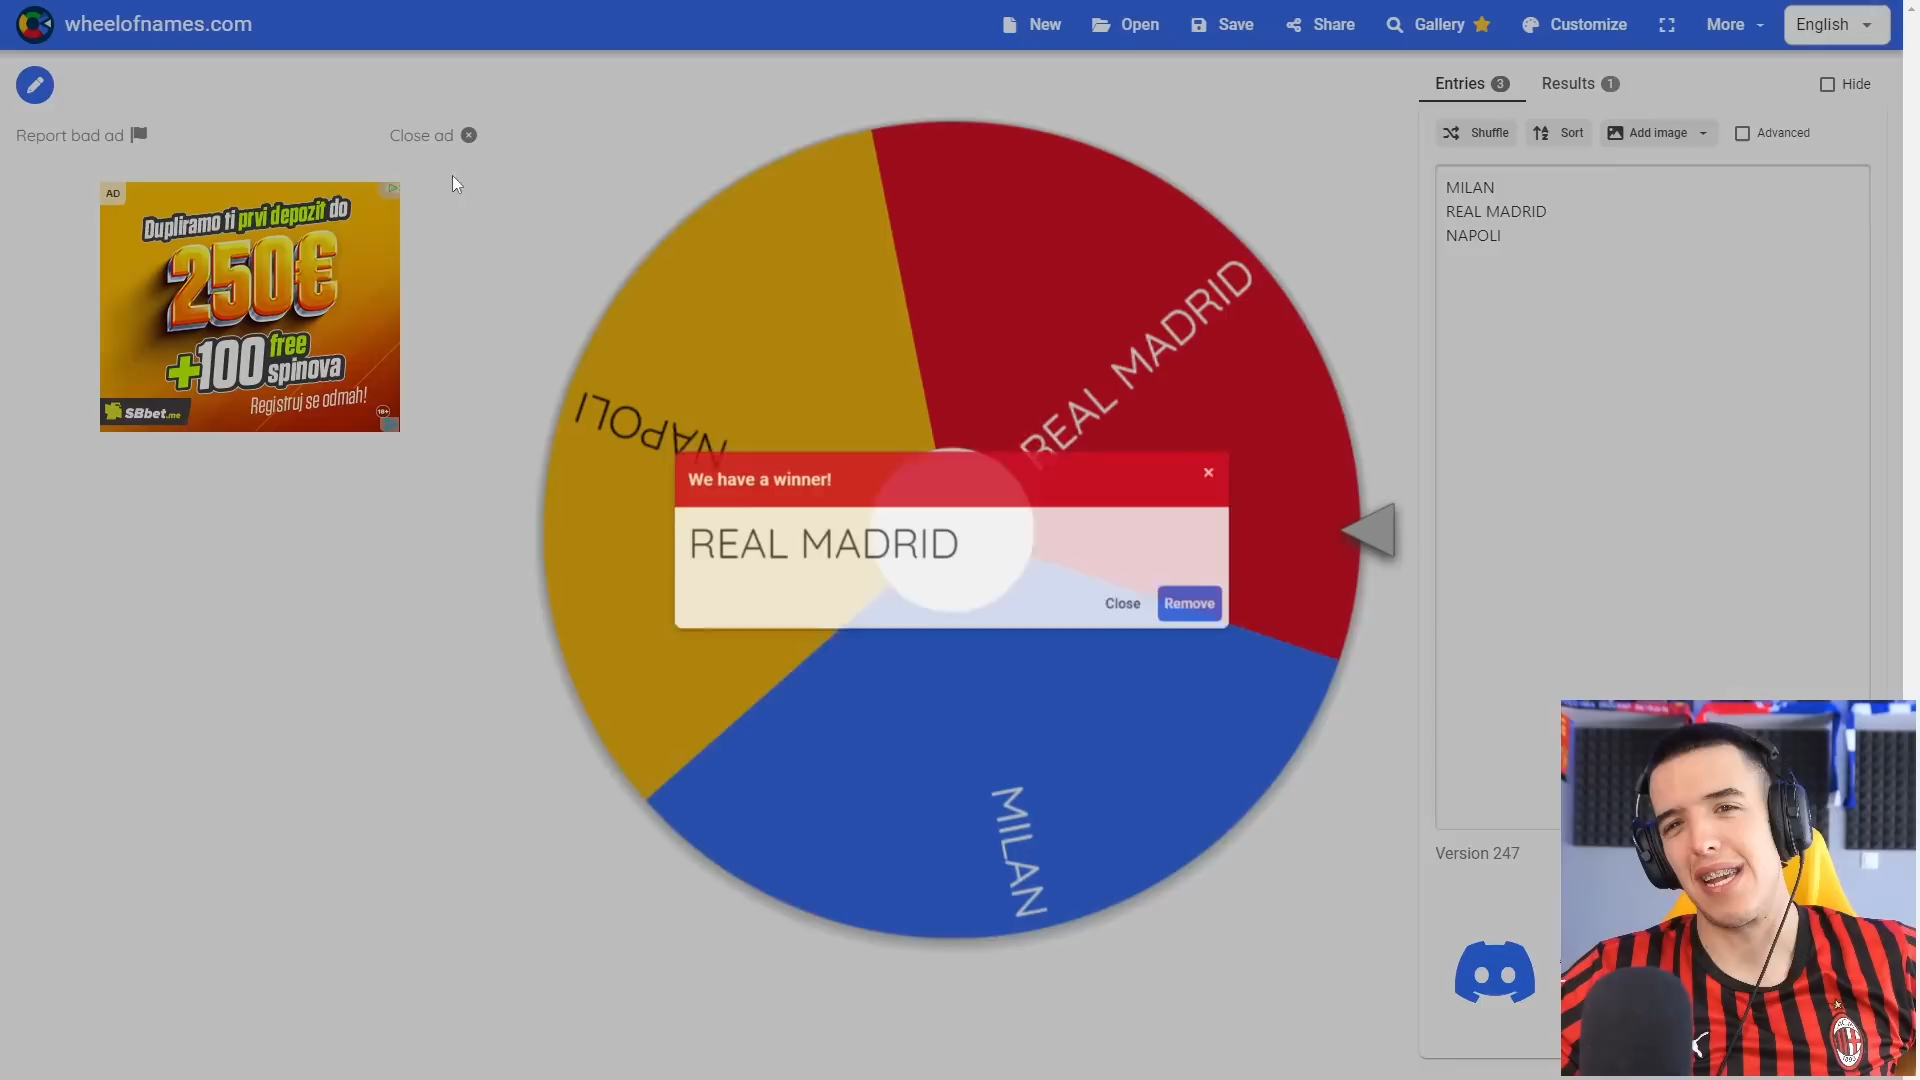 wheelofnames.com
New
Open
Save
Share
Gallery
Customize
More
English
Entries 3
Results 1
Hide
Report bad ad
Close ad
Shuffle
Sort
Add image
Advanced
MILAN
REAL MADRID
NAPOLI
AD
Dupliramo ti prvi depozit do
250€
+100 free
spinova
Registruj se odmah!
SBbet.me
18+
REAL MADRID
NAPOLI
MILAN
We have a winner!
×
REAL MADRID
Close
Remove
Version 247